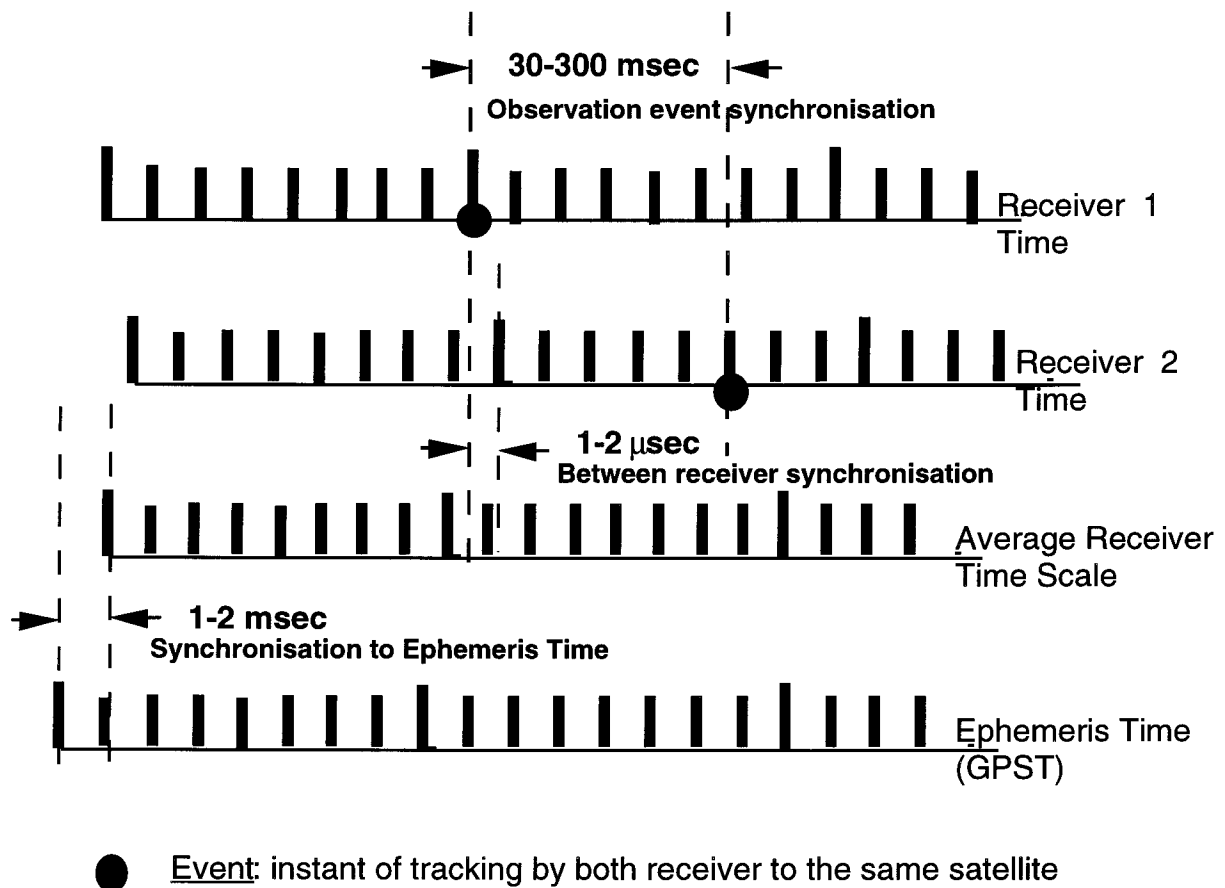 30-300 msec
Observation event synchronisation
Receiver 1
Time
Receiver 2
Time
1-2 μsec
Between receiver synchronisation
Average Receiver
Time Scale
1-2 msec
Synchronisation to Ephemeris Time
Ephemeris Time
(GPST)
Event: instant of tracking by both receiver to the same satellite